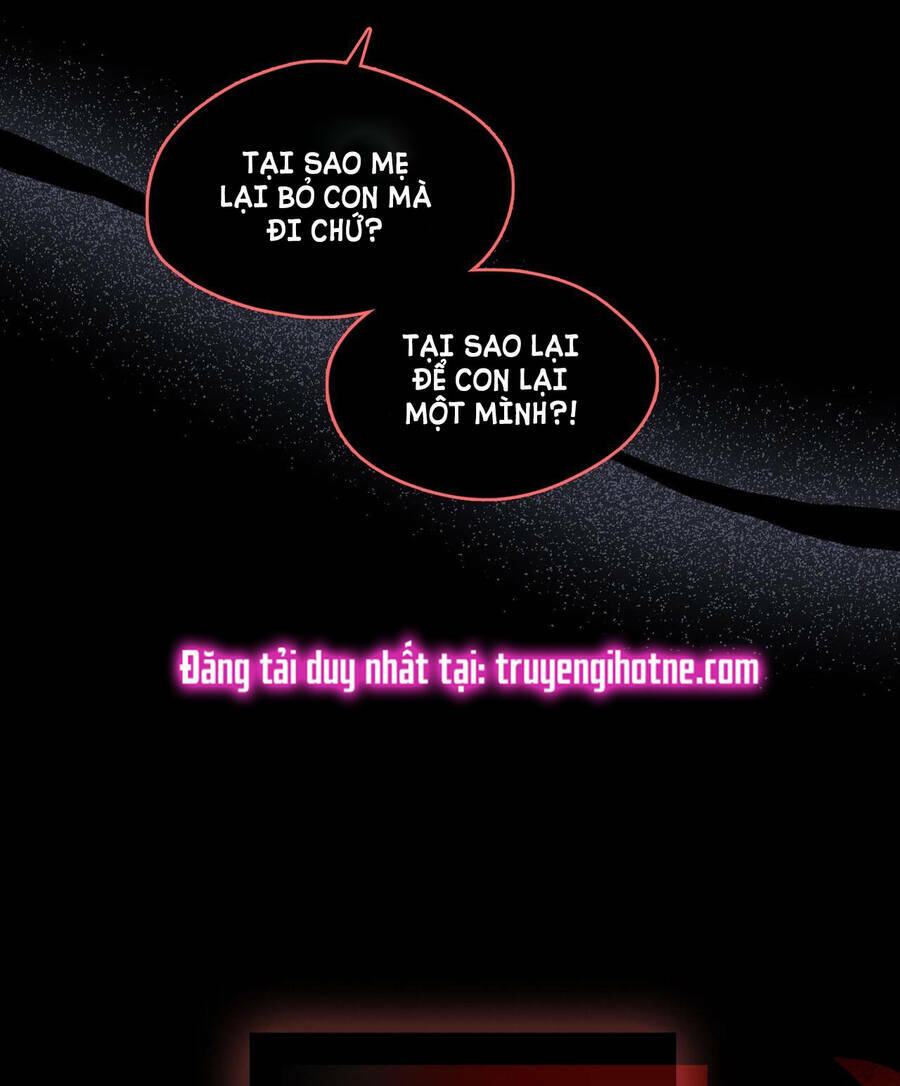 TẠI SAO MẸ
LẠI BỎ CON MÀ
ĐI CHỨ?
TẠI SAO LẠI
ĐỂ CON LẠI
MỘT MÌNH?!
Đăng tải duy nhất tại: truyengihotne.com